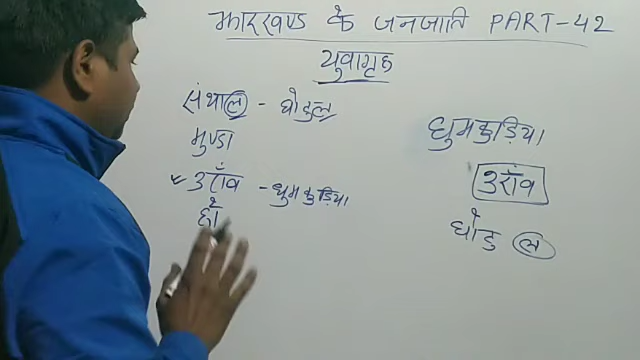 झारखण्ड के जनजाति PART-42
युवागृह
संथाल - घोटुल
मुण्डा
उराँव - धुमकुड़िया
हो
धुमकुड़िया
उराँव
घोटु ल